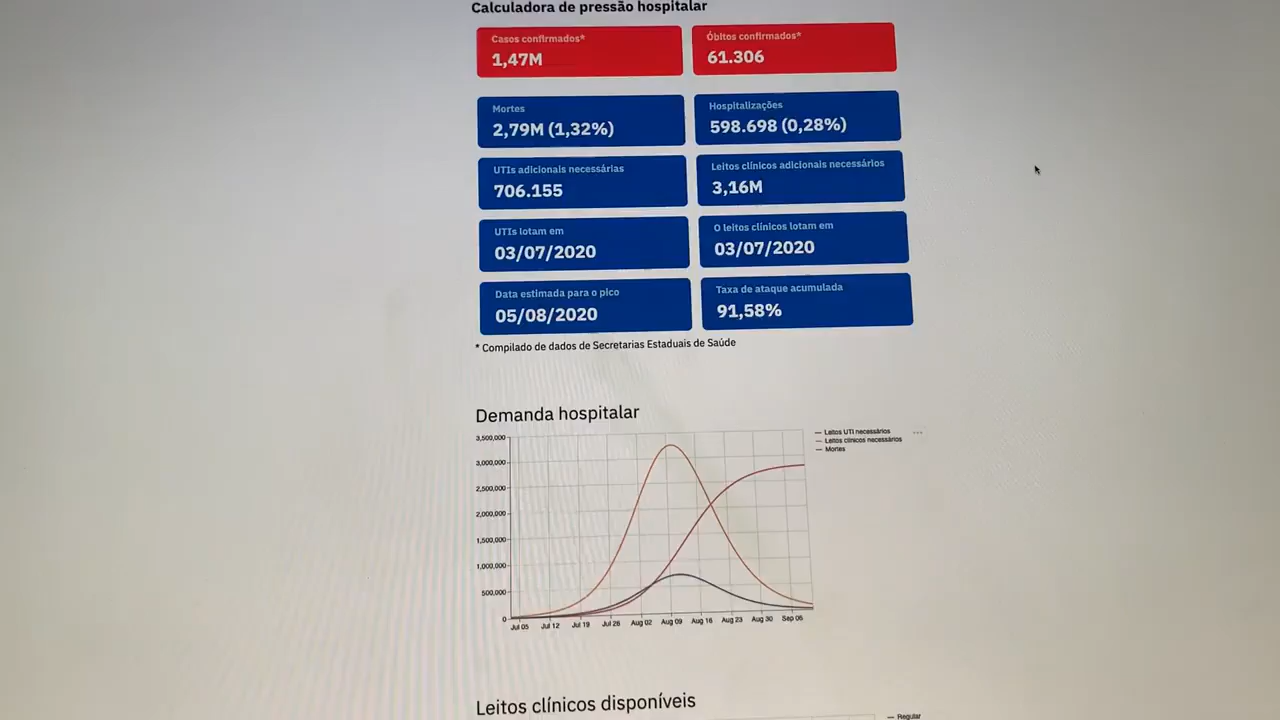 Calculadora de pressão hospitalar
Casos confirmados*
1,47M
Óbitos confirmados*
61.306
Mortes
2,79M (1,32%)
Hospitalizações
598.698 (0,28%)
UTIs adicionais necessárias
706.155
Leitos clínicos adicionais necessários
3,16M
UTIs lotam em
03/07/2020
O leitos clínicos lotam em
03/07/2020
Data estimada para o pico
05/08/2020
Taxa de ataque acumulada
91,58%
* Compilado de dados de Secretarias Estaduais de Saúde
Demanda hospitalar
3,500,000
3,000,000
2,500,000
2,000,000
1,500,000
1,000,000
500,000
0
Jul 05 Jul 12 Jul 19 Jul 26 Aug 02 Aug 09 Aug 16 Aug 23 Aug 30 Sep 06
Leitos UTI necessários
Leitos clínicos necessários
Mortes
Leitos clínicos disponíveis
Regular